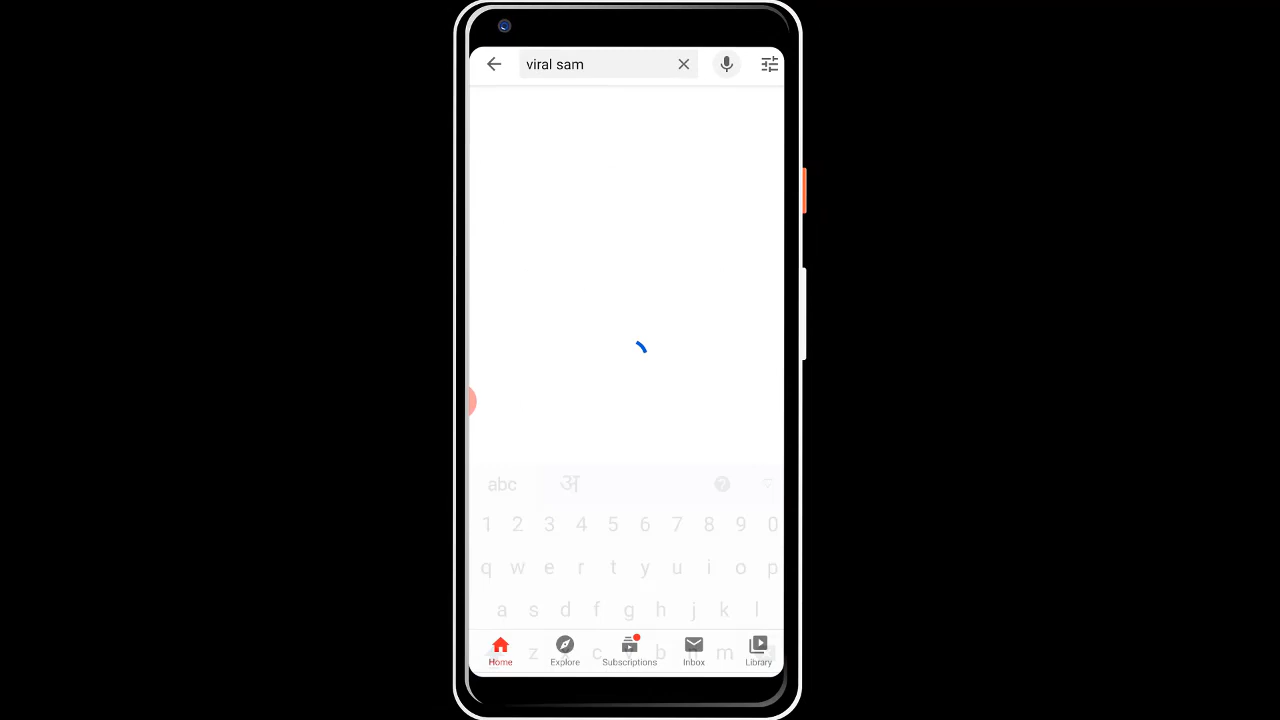 viral sam
abc अ
1 2 3 4 5 6 7 8 9 0
q w e r t y u i o p
a s d f g h j k l
z x c v b n m
Home Explore Subscriptions Inbox Library